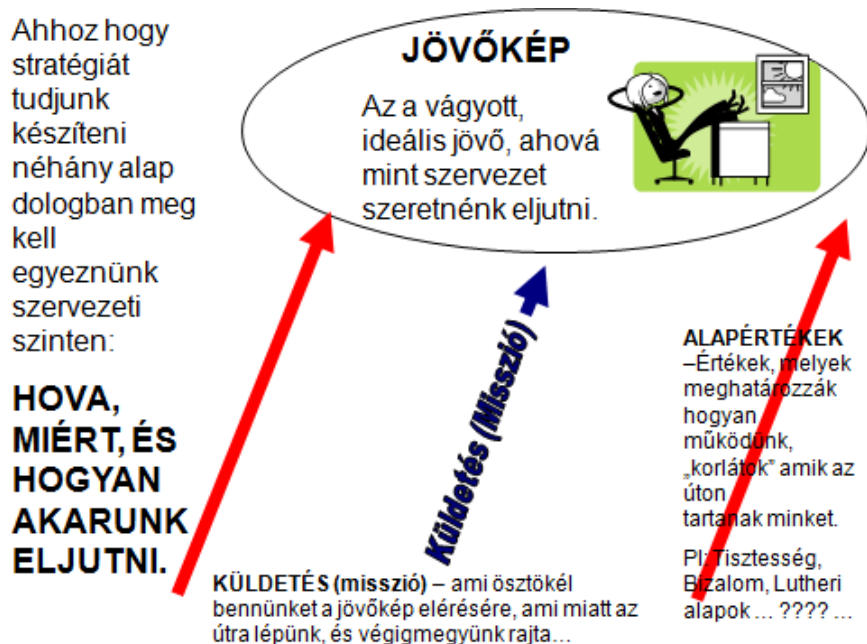 Ahhoz hogy
stratégiát
tudjunk
készíteni
néhány alap
dologban meg
kell
egyeznünk
szervezeti
szinten:
HOVA,
MIÉRT, ÉS
HOGYAN
AKARUNK
ELJUTNI.
JÖVŐKÉP
Az a vágyott,
ideális jövő, ahová
mint szervezet
szeretnénk eljutni.
Küldetés (Misszió)
ALAPÉRTÉKEK
–Értékek, melyek
meghatározzák
hogyan
működünk,
„korlátok” amik az
úton
tartanak minket.
Pl: Tisztesség,
Bizalom, Lutheri
alapok ... ???? ...
KÜLDETÉS (misszió) – ami ösztökél
bennünket a jövőkép elérésére, ami miatt az
útra lépünk, és végigmegyünk rajta…